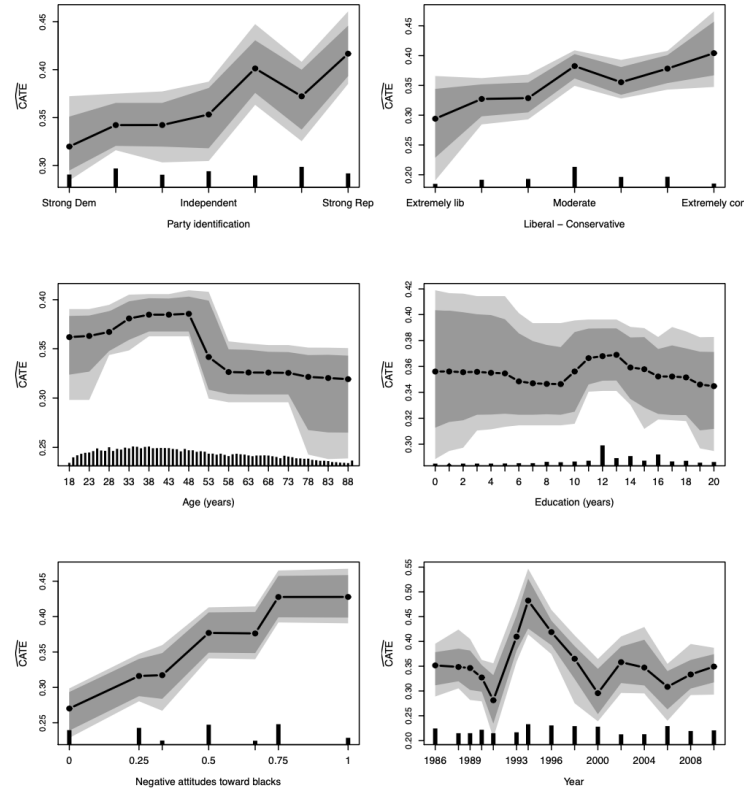 0.45
0.40
0.35
0.30
CATE
Strong Dem Independent Strong Rep
Party identification
0.45
0.40
0.35
0.30
0.25
0.20
CATE
Extremely lib Moderate Extremely con
Liberal − Conservative
0.40
0.35
0.30
0.25
CATE
18 23 28 33 38 43 48 53 58 63 68 73 78 83 88
Age (years)
0.42
0.40
0.38
0.36
0.34
0.32
0.30
CATE
0 2 4 6 8 10 12 14 16 18 20
Education (years)
0.45
0.40
0.35
0.30
0.25
CATE
0 0.25 0.5 0.75 1
Negative attitudes toward blacks
0.55
0.50
0.45
0.40
0.35
0.30
0.25
0.20
CATE
1986 1989 1993 1996 2000 2004 2008
Year